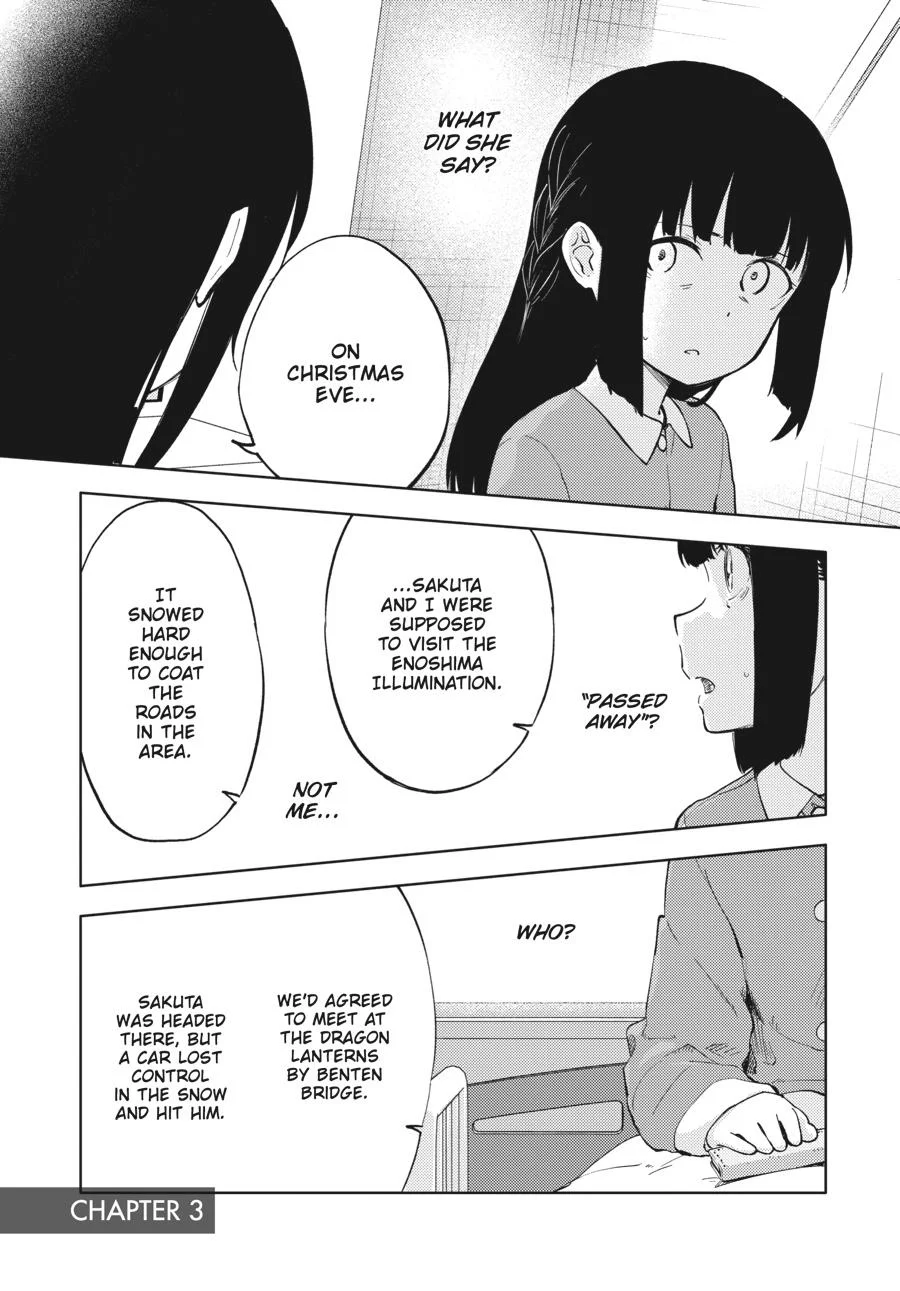 WHAT
DID SHE
SAY?
ON
CHRISTMAS
EVE...
"PASSED
AWAY"?
...SAKUTA
AND I WERE
SUPPOSED
TO VISIT THE
ENOSHIMA
ILLUMINATION.
NOT
ME...
IT
SNOWED
HARD
ENOUGH
TO COAT
THE
ROADS
IN THE
AREA.
WHO?
WE'D AGREED
TO MEET AT
THE DRAGON
LANTERNS
BY BENTEN
BRIDGE.
SAKUTA
WAS HEADED
THERE, BUT
A CAR LOST
CONTROL
IN THE SNOW
AND HIT HIM.
CHAPTER 3